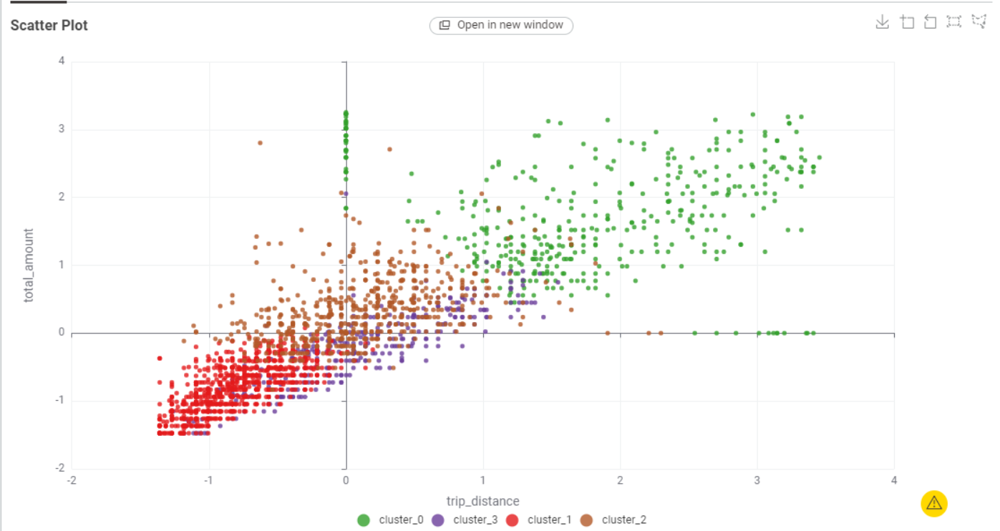 Scatter Plot
Open in new window
4
3
2
1
0
-1
-2
total_amount
-2 -1 0 1 2 3 4
trip_distance
cluster_0 cluster_3 cluster_1 cluster_2